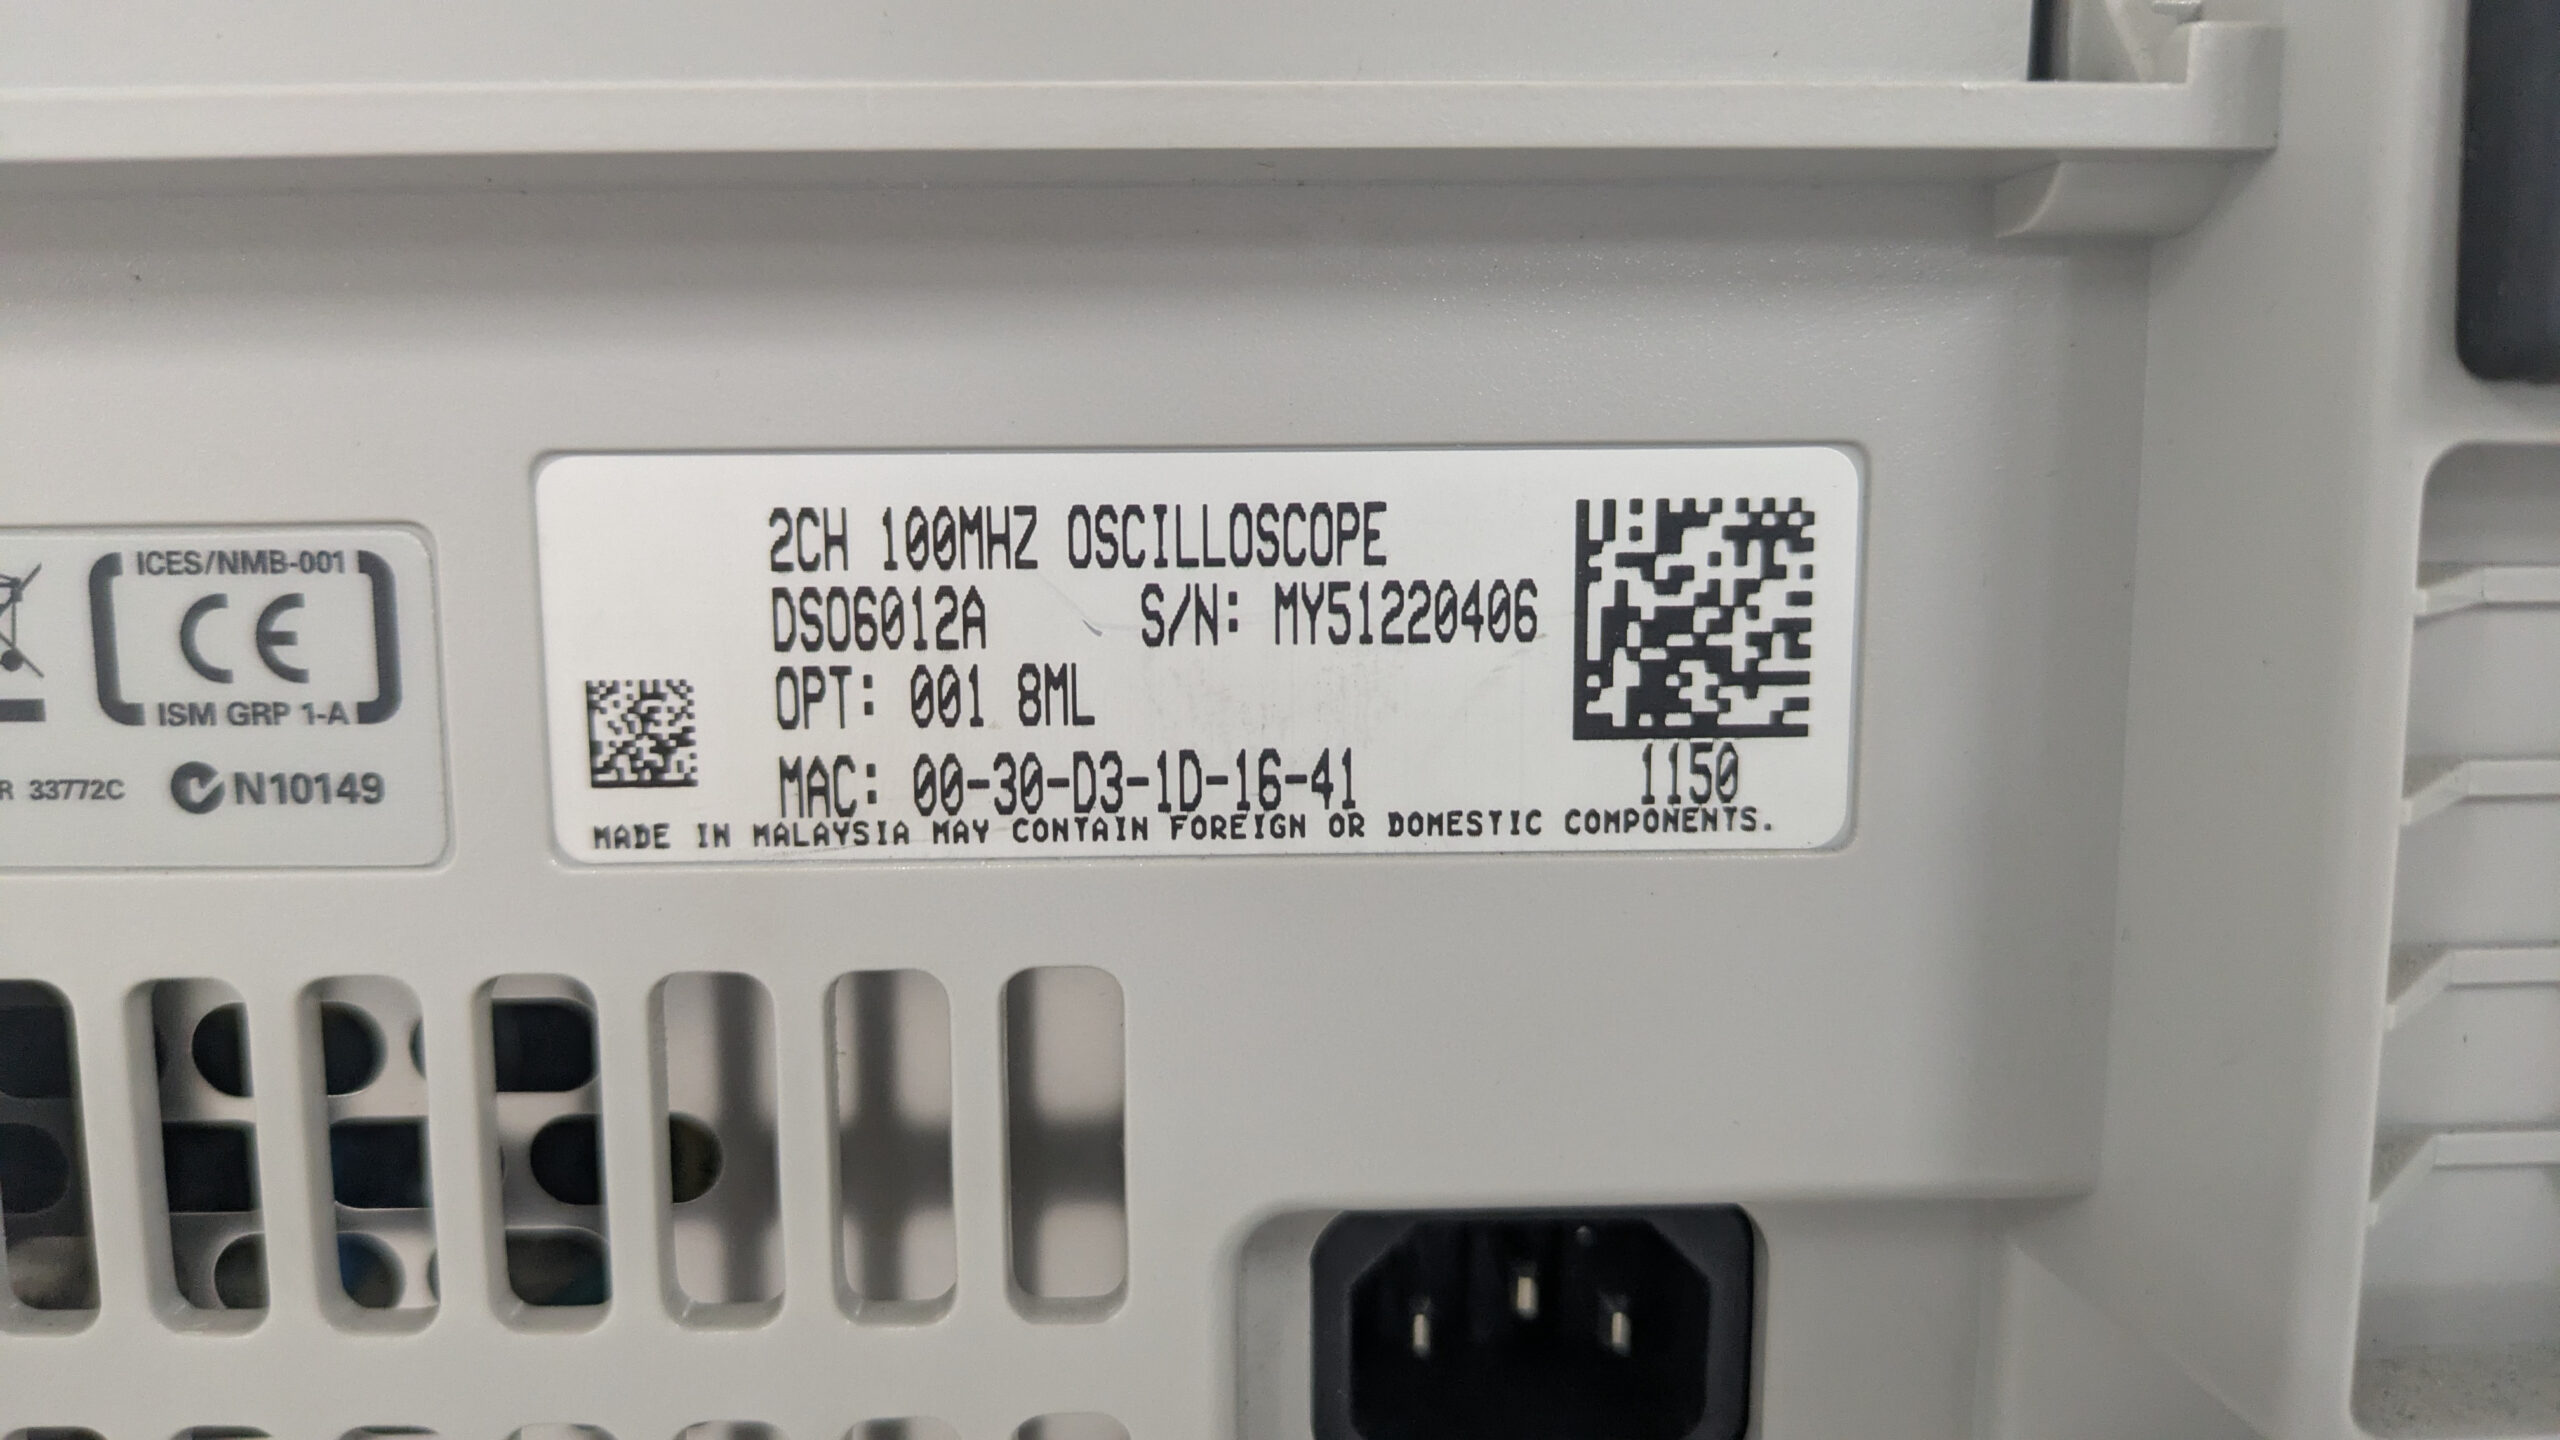 ICES/NMB-001
CE
ISM GRP 1-A
R 33772C
N10149
2CH 100MHZ OSCILLOSCOPE
DSO6012A S/N: MY51220406
OPT: 001 8ML
MAC: 00-30-D3-1D-16-41
1150
MADE IN MALAYSIA MAY CONTAIN FOREIGN OR DOMESTIC COMPONENTS.